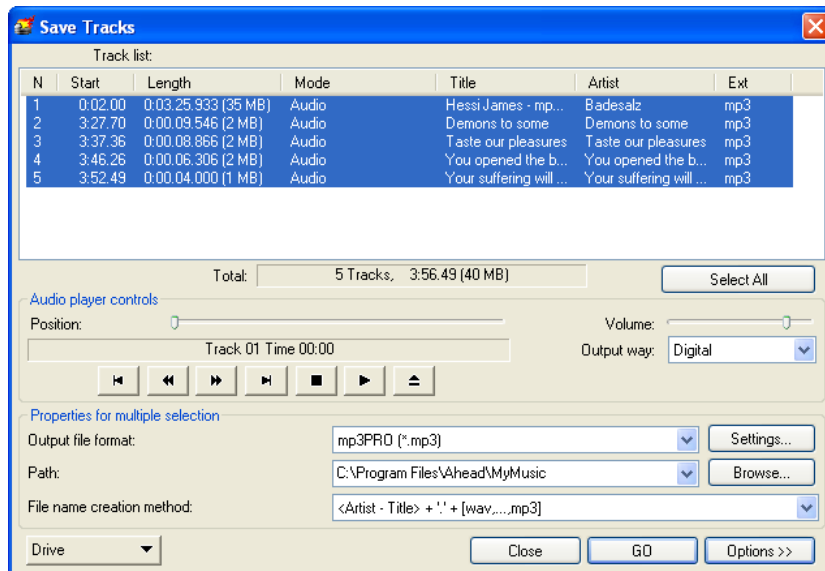 Save Tracks
Track list:
N Start Length Mode Title Artist Ext
1 0:02.00 0:03.25.933 (35 MB) Audio Hessi James - mp... Badesalz mp3
2 3:27.70 0:00.09.546 (2 MB) Audio Demons to some Demons to some mp3
3 3:37.36 0:00.08.866 (2 MB) Audio Taste our pleasures Taste our pleasures mp3
4 3:46.26 0:00.06.306 (2 MB) Audio You opened the b... You opened the b... mp3
5 3:52.49 0:00.04.000 (1 MB) Audio Your suffering will ... Your suffering will ... mp3
Total: 5 Tracks, 3:56.49 (40 MB) Select All
Audio player controls
Position: Volume:
Track 01 Time 00:00 Output way: Digital
Properties for multiple selection
Output file format: mp3PRO (*.mp3) Settings...
Path: C:\Program Files\Ahead\MyMusic Browse...
File name creation method: <Artist - Title> + '.' + [wav,...,mp3]
Drive Close GO Options >>